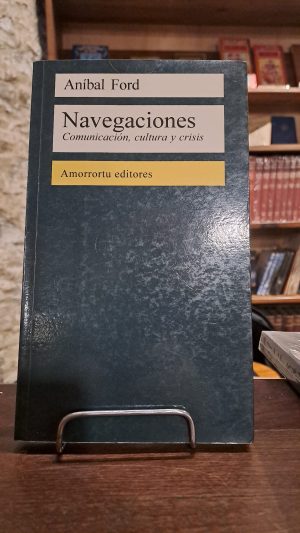 Aníbal Ford
Navegaciones
Comunicación, cultura y crisis
Amorrortu editores